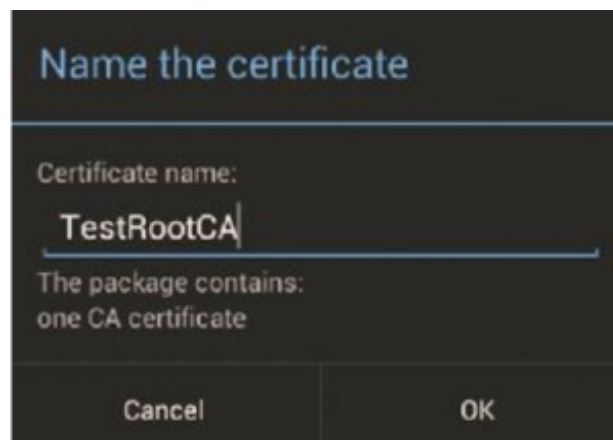 Name the certificate
Certificate name:
TestRootCA
The package contains:
one CA certificate
Cancel
OK